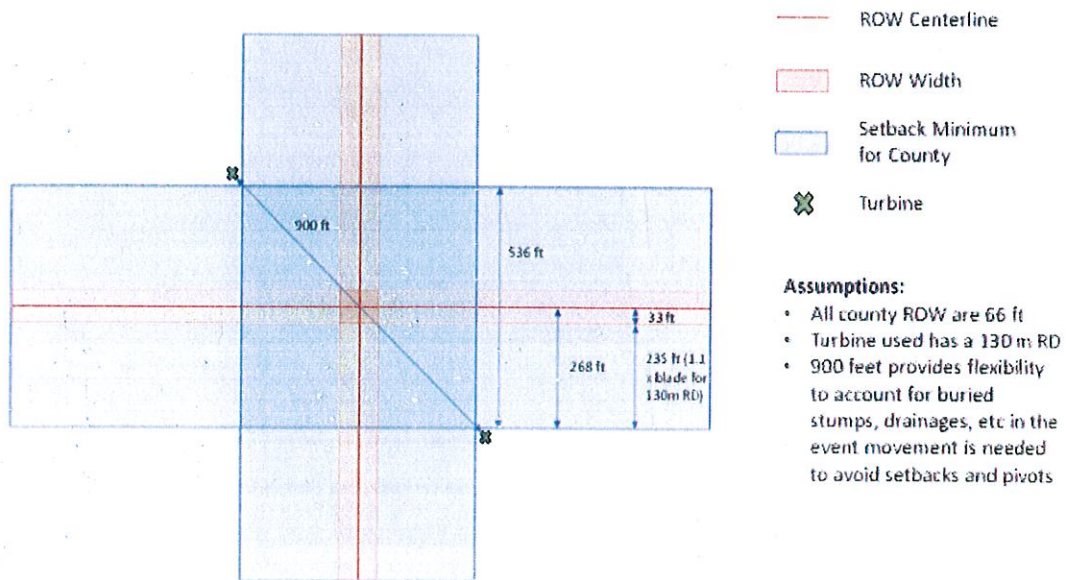 ROW Centerline
ROW Width
Setback Minimum
for County
Turbine
900 ft
536 ft
33 ft
268 ft
235 ft (1.1
x blade for
130m RD)
Assumptions:
• All county ROW are 66 ft
• Turbine used has a 130 m RD
• 900 feet provides flexibility
to account for buried
stumps, drainages, etc in the
event movement is needed
to avoid setbacks and pivots